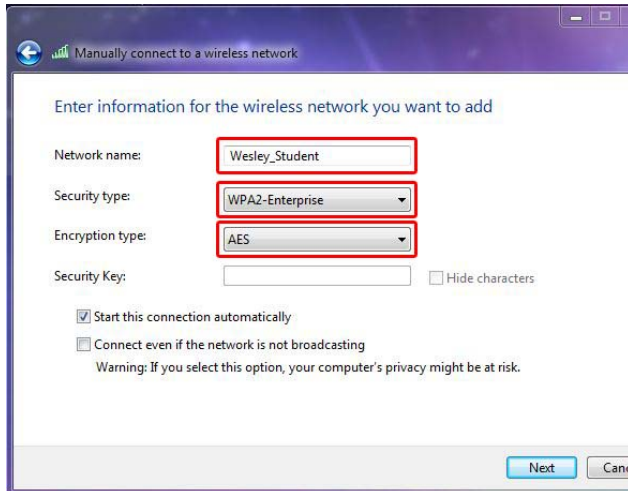 Manually connect to a wireless network
Enter information for the wireless network you want to add
Network name: Wesley_Student
Security type: WPA2-Enterprise
Encryption type: AES
Security Key: Hide characters
Start this connection automatically
Connect even if the network is not broadcasting
Warning: If you select this option, your computer's privacy might be at risk.
Next Canc